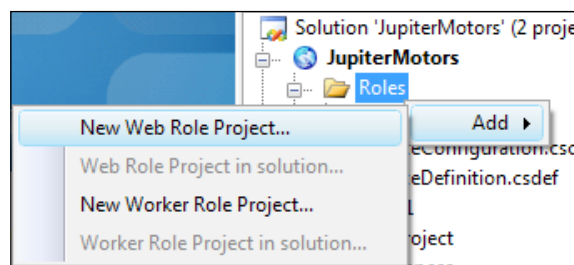 Solution 'JupiterMotors' (2 proje
JupiterMotors
Roles
New Web Role Project...
Add
Web Role Project in solution...
eConfiguration.csc
New Worker Role Project...
eDefinition.csdef
Worker Role Project in solution...
oject